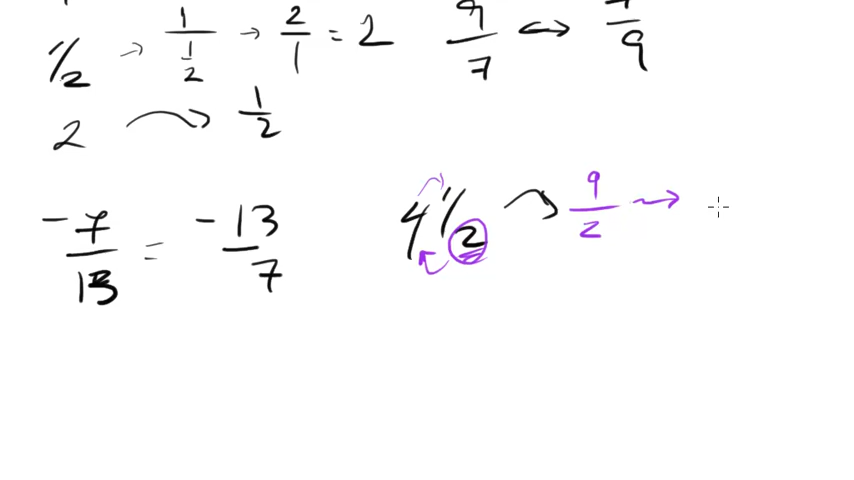 1/2 → 1/(1/2) → 2/1 = 2 9/7 ↔ 7/9
2 → 1/2
-7/13 = -13/7 4 1/2 → 9/2 →